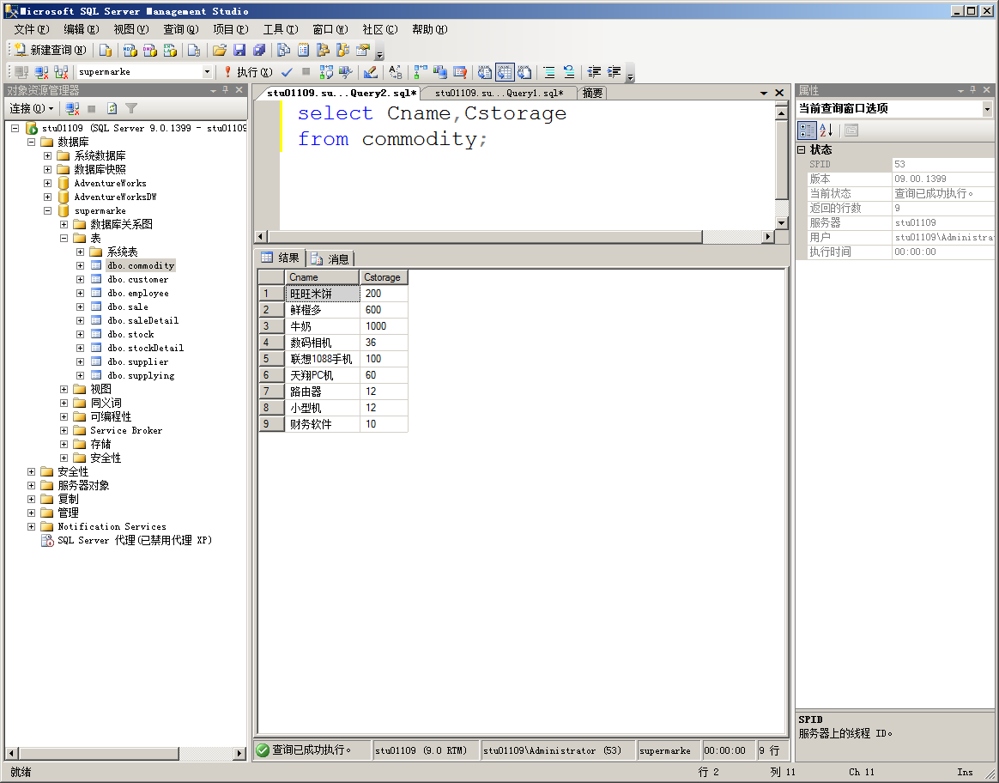 Microsoft SQL Server Management Studio
文件(F) 编辑(E) 视图(V) 查询(Q) 项目(P) 工具(T) 窗口(W) 社区(C) 帮助(H)
新建查询(N)
supermarke 执行(X)
对象资源管理器
连接(O)
stu01109 (SQL Server 9.0.1399 - stu01109
数据库
系统数据库
数据库快照
AdventureWorks
AdventureWorksDW
supermarke
数据库关系图
表
系统表
dbo.commodity
dbo.customer
dbo.employee
dbo.sale
dbo.saleDetail
dbo.stock
dbo.stockDetail
dbo.supplier
dbo.supplying
视图
同义词
可编程性
Service Broker
存储
安全性
安全性
服务器对象
复制
管理
Notification Services
SQL Server 代理(已禁用代理 XP)
stu01109.su...Query2.sql* stu01109.su...Query1.sql* 摘要
select Cname,Cstorage
from commodity;
结果 消息
Cname Cstorage
1 旺旺米饼 200
2 鲜橙多 600
3 牛奶 1000
4 数码相机 36
5 联想1088手机 100
6 天翔PC机 60
7 路由器 12
8 小型机 12
9 财务软件 10
查询已成功执行。 stu01109 (9.0 RTM) stu01109\Administrator (53) supermarke 00:00:00 9 行
属性
当前查询窗口选项
状态
SPID 53
版本 09.00.1399
当前状态 查询已成功执行。
返回的行数 9
服务器 stu01109
用户 stu01109\Administra
执行时间 00:00:00
SPID
服务器上的线程 ID。
就绪 行 2 列 11 Ch 11 Ins